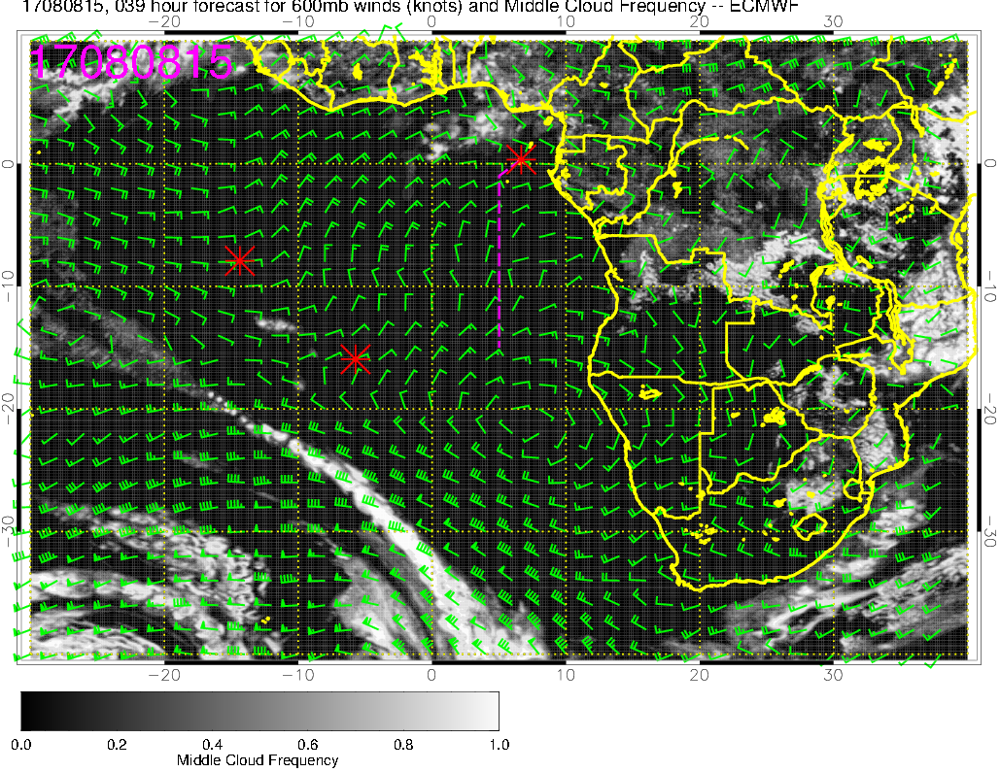 17080815, 039 hour forecast for 600mb winds (knots) and Middle Cloud Frequency -- ECMWF
−20 −10 0 10 20 30
17080815
0 0
−10 −10
−20 −20
−30 −30
−20 −10 0 10 20 30
0.0 0.2 0.4 0.6 0.8 1.0
Middle Cloud Frequency